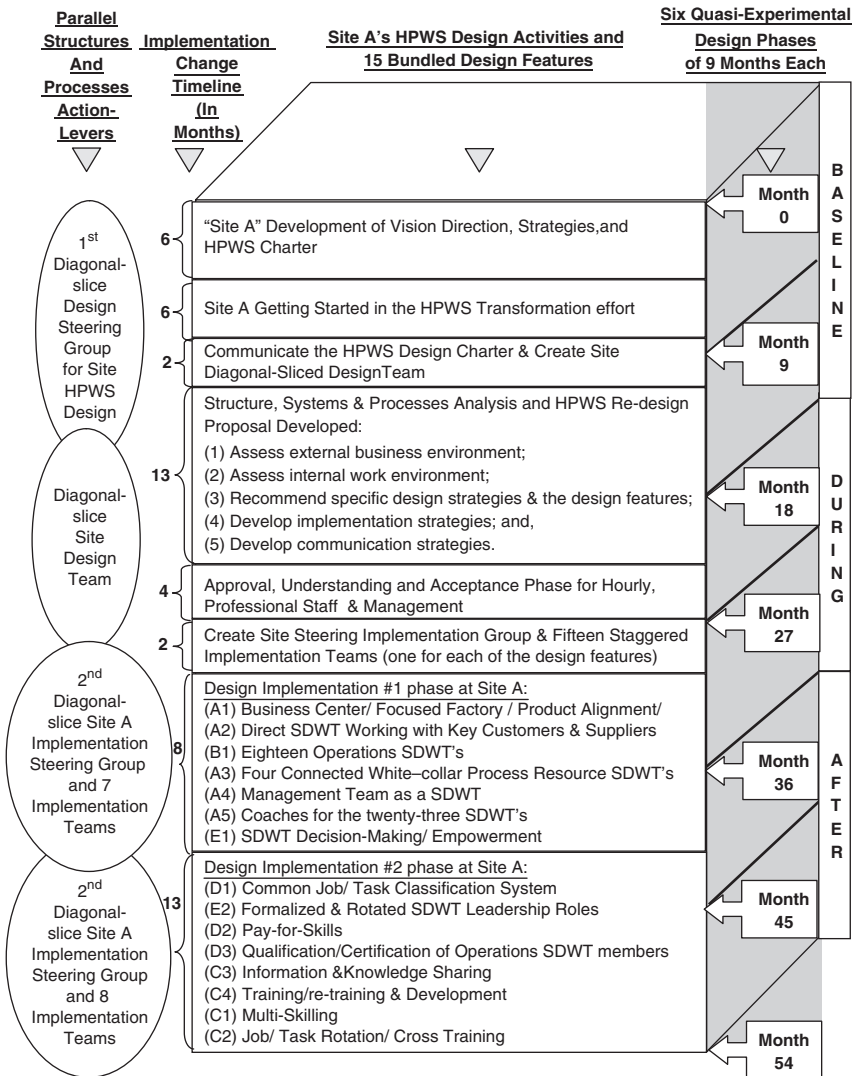 Parallel
Structures
And
Processes
Action-
Levers
Implementation
Change
Timeline
(In
Months)
Site A's HPWS Design Activities and
15 Bundled Design Features
Six Quasi-Experimental
Design Phases
of 9 Months Each
1st
Diagonal-
slice
Design
Steering
Group
for Site
HPWS
Design
Diagonal-
slice
Site
Design
Team
2nd
Diagonal-
slice Site A
Implementation
Steering Group
and 7
Implementation
Teams
2nd
Diagonal-
slice Site A
Implementation
Steering Group
and 8
Implementation
Teams
6
"Site A" Development of Vision Direction, Strategies,and
HPWS Charter
6
Site A Getting Started in the HPWS Transformation effort
2
Communicate the HPWS Design Charter & Create Site
Diagonal-Sliced DesignTeam
13
Structure, Systems & Processes Analysis and HPWS Re-design
Proposal Developed:
(1) Assess external business environment;
(2) Assess internal work environment;
(3) Recommend specific design strategies & the design features;
(4) Develop implementation strategies; and,
(5) Develop communication strategies.
4
Approval, Understanding and Acceptance Phase for Hourly,
Professional Staff & Management
2
Create Site Steering Implementation Group & Fifteen Staggered
Implementation Teams (one for each of the design features)
8
Design Implementation #1 phase at Site A:
(A1) Business Center/ Focused Factory / Product Alignment/
(A2) Direct SDWT Working with Key Customers & Suppliers
(B1) Eighteen Operations SDWT's
(A3) Four Connected White–collar Process Resource SDWT's
(A4) Management Team as a SDWT
(A5) Coaches for the twenty-three SDWT's
(E1) SDWT Decision-Making/ Empowerment
13
Design Implementation #2 phase at Site A:
(D1) Common Job/ Task Classification System
(E2) Formalized & Rotated SDWT Leadership Roles
(D2) Pay-for-Skills
(D3) Qualification/Certification of Operations SDWT members
(C3) Information &Knowledge Sharing
(C4) Training/re-training & Development
(C1) Multi-Skilling
(C2) Job/ Task Rotation/ Cross Training
Month
0
Month
9
Month
18
Month
27
Month
36
Month
45
Month
54
BASELINE
DURING
AFTER